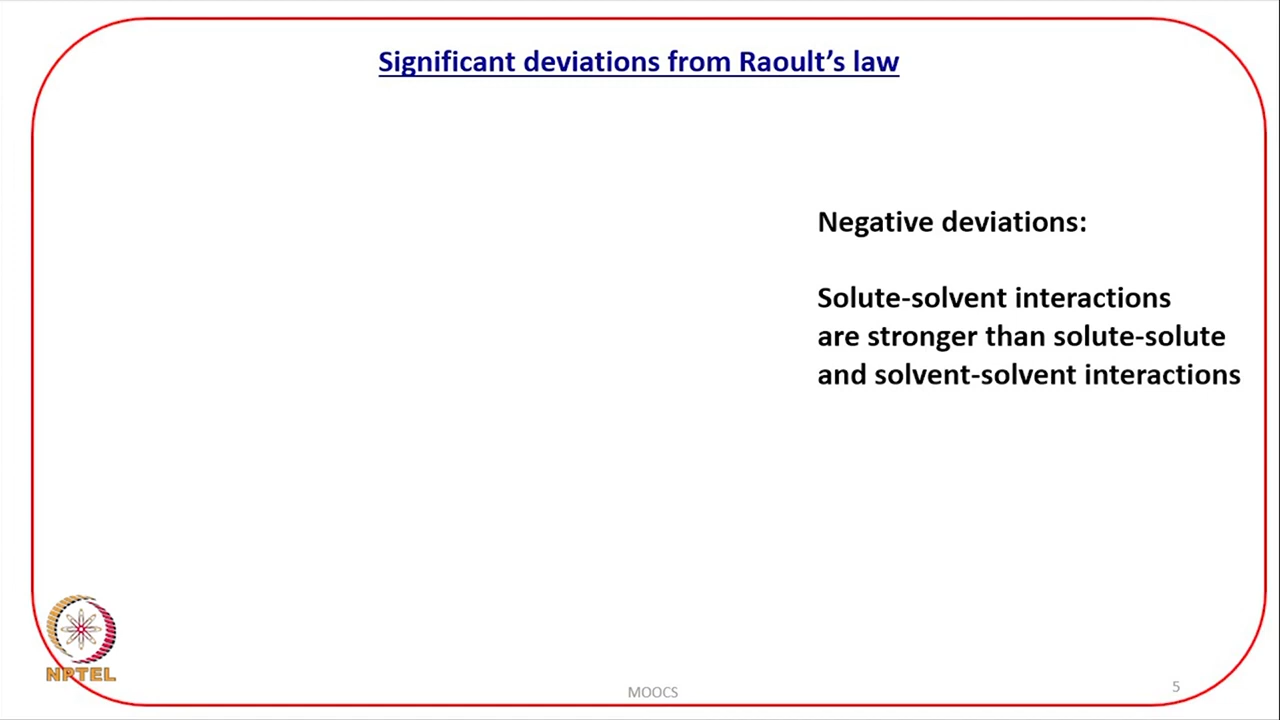 Significant deviations from Raoult’s law
Negative deviations:
Solute-solvent interactions
are stronger than solute-solute
and solvent-solvent interactions
NPTEL
MOOCS
5